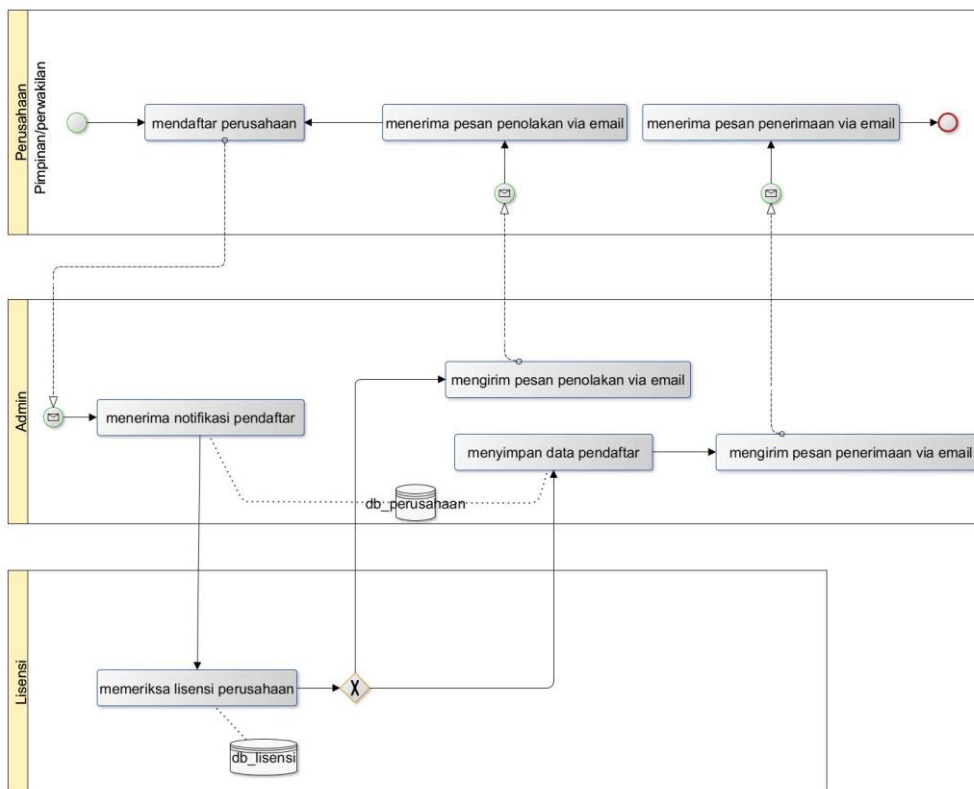 Perusahaan
Pimpinan/perwakilan
mendaftar perusahaan
menerima pesan penolakan via email
menerima pesan penerimaan via email
Admin
mengirim pesan penolakan via email
menerima notifikasi pendaftar
menyimpan data pendaftar
mengirim pesan penerimaan via email
db_perusahaan
Lisensi
memeriksa lisensi perusahaan
X
db_lisensi